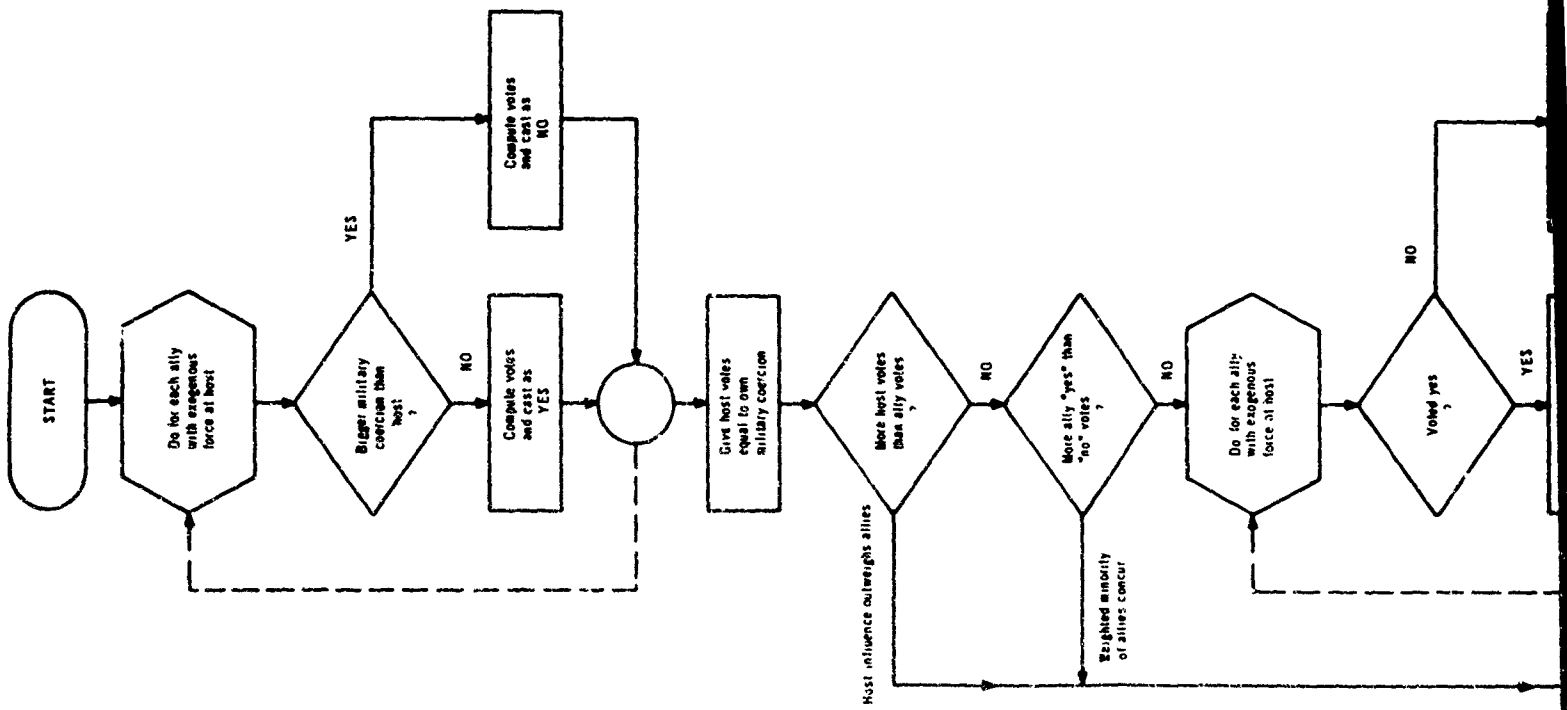 START
Do for each ally
with exogenous
force at host
Bigger military
coercion than
host
?
YES
NO
Compute votes
and cast as
YES
Compute votes
and cast as
NO
Give host votes
equal to own
military coercion
More host votes
than ally votes
?
Host influence outweighs allies
NO
More ally "yes" than
"no" votes
?
Weighted minority
of allies concur
NO
Do for each ally
with exogenous
force at host
Voted yes
?
NO
YES